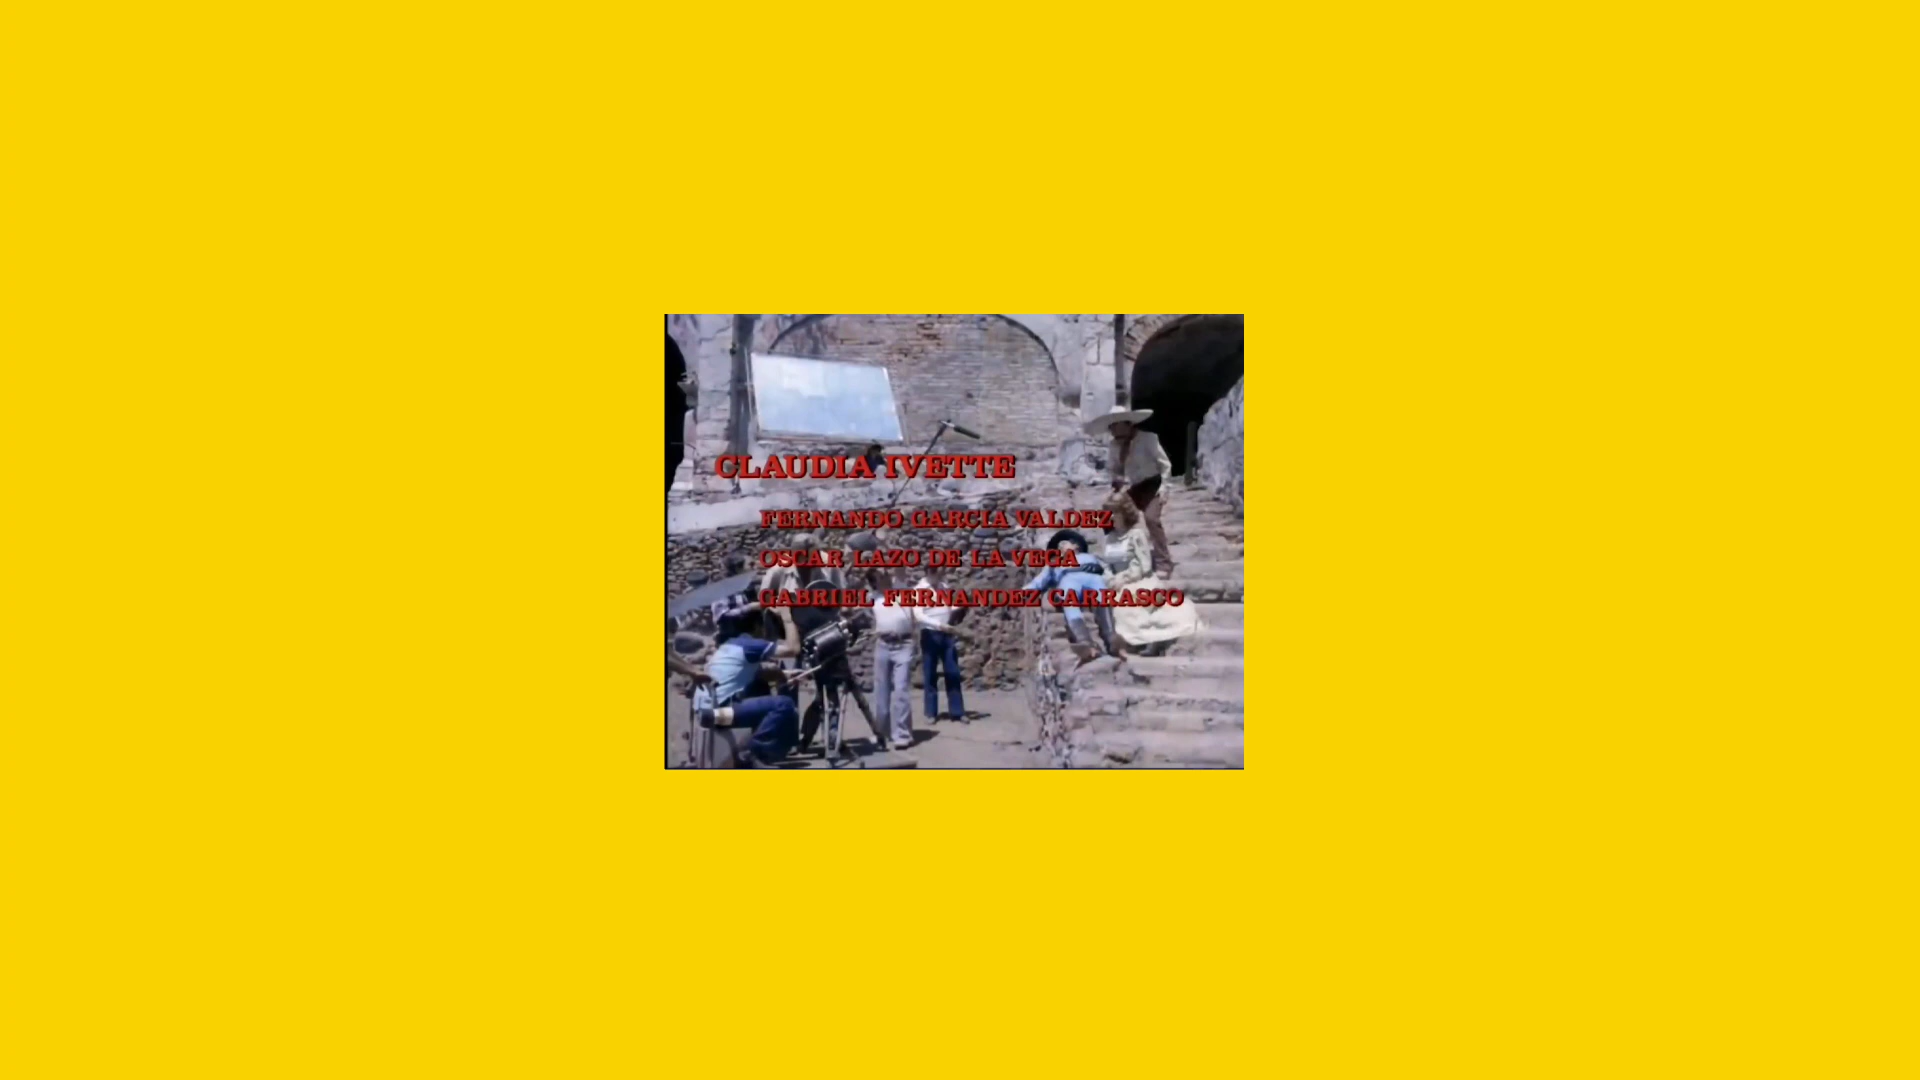 CLAUDIA IVETTE
FERNANDO GARCIA VALDEZ
OSCAR LAZO DE LA VEGA
GABRIEL FERNANDEZ CARRASCO